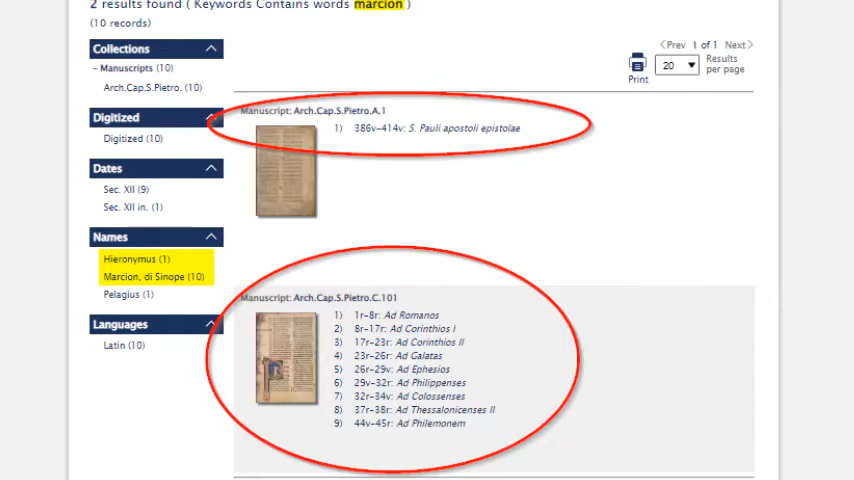 2 results found ( Keywords Contains words marcion )
(10 records)
Collections
– Manuscripts (10)
Arch.Cap.S.Pietro. (10)
Digitized
Digitized (10)
Dates
Sec. XII (9)
Sec. XII in. (1)
Names
Hieronymus (1)
Marcion, di Sinope (10)
Pelagius (1)
Languages
Latin (10)
Prev 1 of 1 Next
Print
20
Results
per page
Manuscript: Arch.Cap.S.Pietro.A.1
1) 386v-414v: S. Pauli apostoli epistolae
Manuscript: Arch.Cap.S.Pietro.C.101
1) 1r-8r: Ad Romanos
2) 8r-17r: Ad Corinthios I
3) 17r-23r: Ad Corinthios II
4) 23r-26r: Ad Galatas
5) 26r-29v: Ad Ephesios
6) 29v-32r: Ad Philippenses
7) 32r-34v: Ad Colossenses
8) 37r-38r: Ad Thessalonicenses II
9) 44v-45r: Ad Philemonem